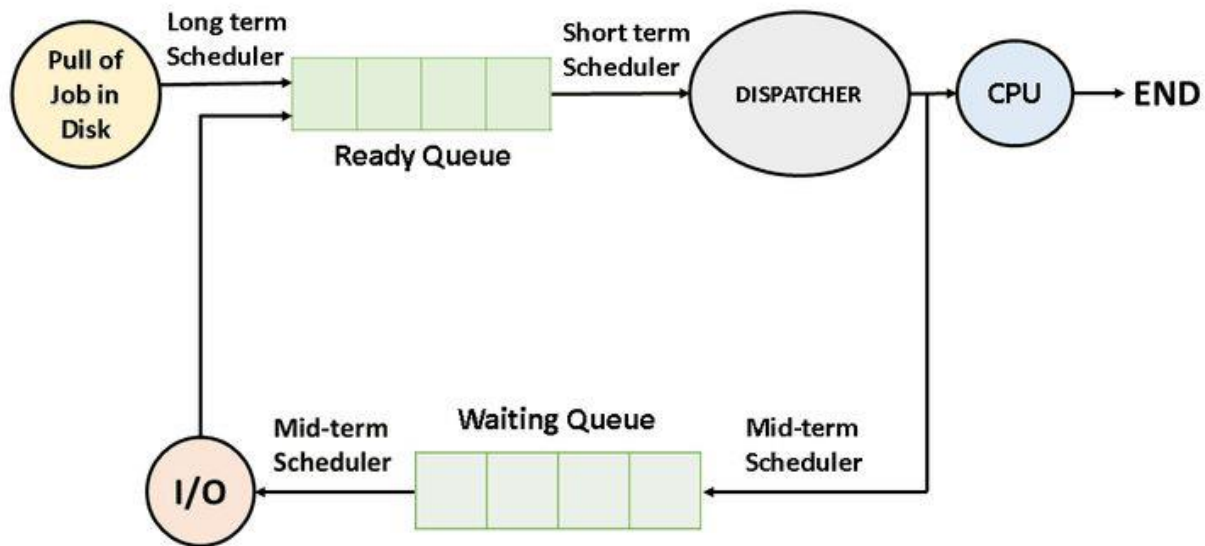 Pull of
Job in
Disk
Long term
Scheduler
Ready Queue
Short term
Scheduler
DISPATCHER
CPU
END
Waiting Queue
Mid-term
Scheduler
Mid-term
Scheduler
I/O